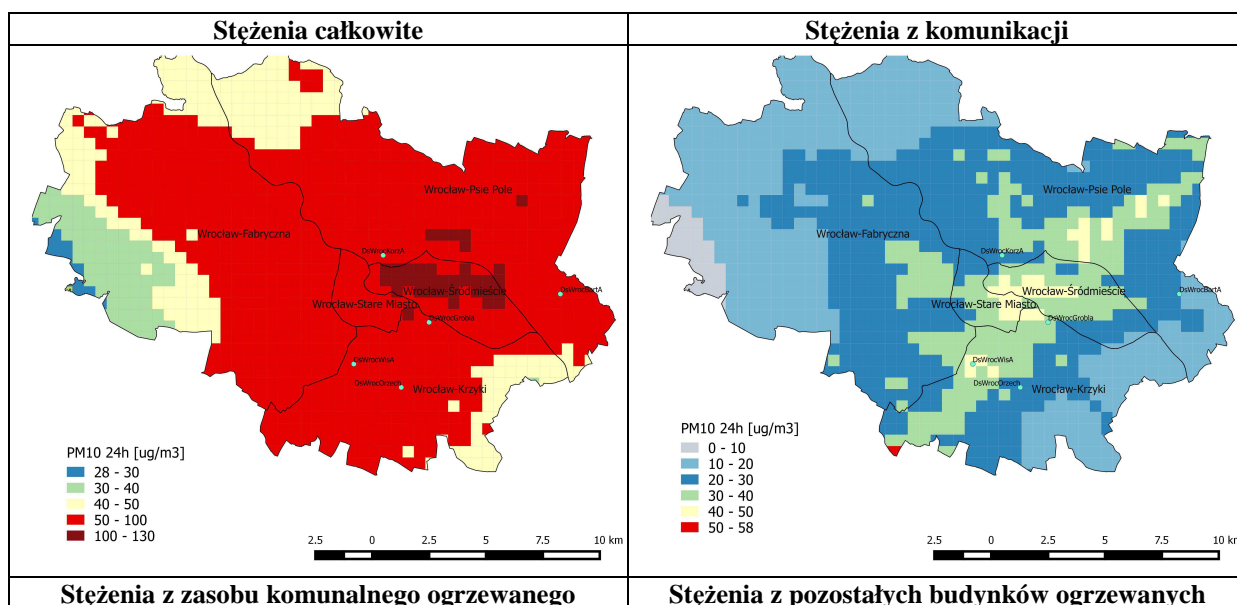 Stężenia całkowite
Stężenia z komunikacji
Wrocław-Psie Pole
Wrocław-Fabryczna
DsWrocKorzA
Wrocław-Śródmieście
DsWrocBartA
Wrocław-Stare Miasto
DsWrocGrobla
DsWrocWisA
DsWrocOrzech
Wrocław-Krzyki
PM10 24h [ug/m3]
28 - 30
30 - 40
40 - 50
50 - 100
100 - 130
2.5 0 2.5 5 7.5 10 km
Wrocław-Psie Pole
Wrocław-Fabryczna
DsWrocKorzA
Wrocław-Śródmieście
DsWrocBartA
Wrocław-Stare Miasto
DsWrocGrobla
DsWrocWisA
DsWrocOrzech
Wrocław-Krzyki
PM10 24h [ug/m3]
0 - 10
10 - 20
20 - 30
30 - 40
40 - 50
50 - 58
2.5 0 2.5 5 7.5 10 km
Stężenia z zasobu komunalnego ogrzewanego
Stężenia z pozostałych budynków ogrzewanych